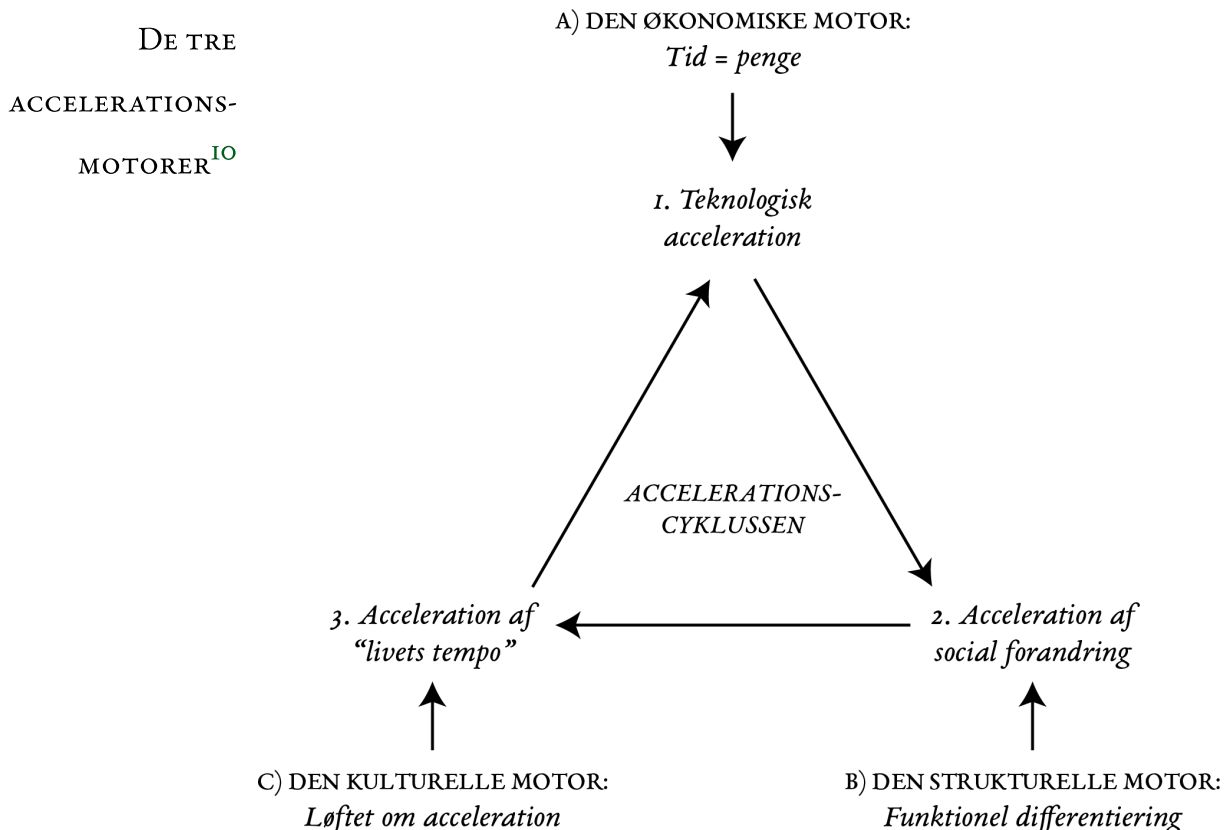 De tre
accelerations-
motorer10
A) DEN ØKONOMISKE MOTOR:
Tid = penge
1. Teknologisk
acceleration
ACCELERATIONS-
CYKLUSSEN
3. Acceleration af
“livets tempo”
2. Acceleration af
social forandring
C) DEN KULTURELLE MOTOR:
Løftet om acceleration
B) DEN STRUKTURELLE MOTOR:
Funktionel differentiering